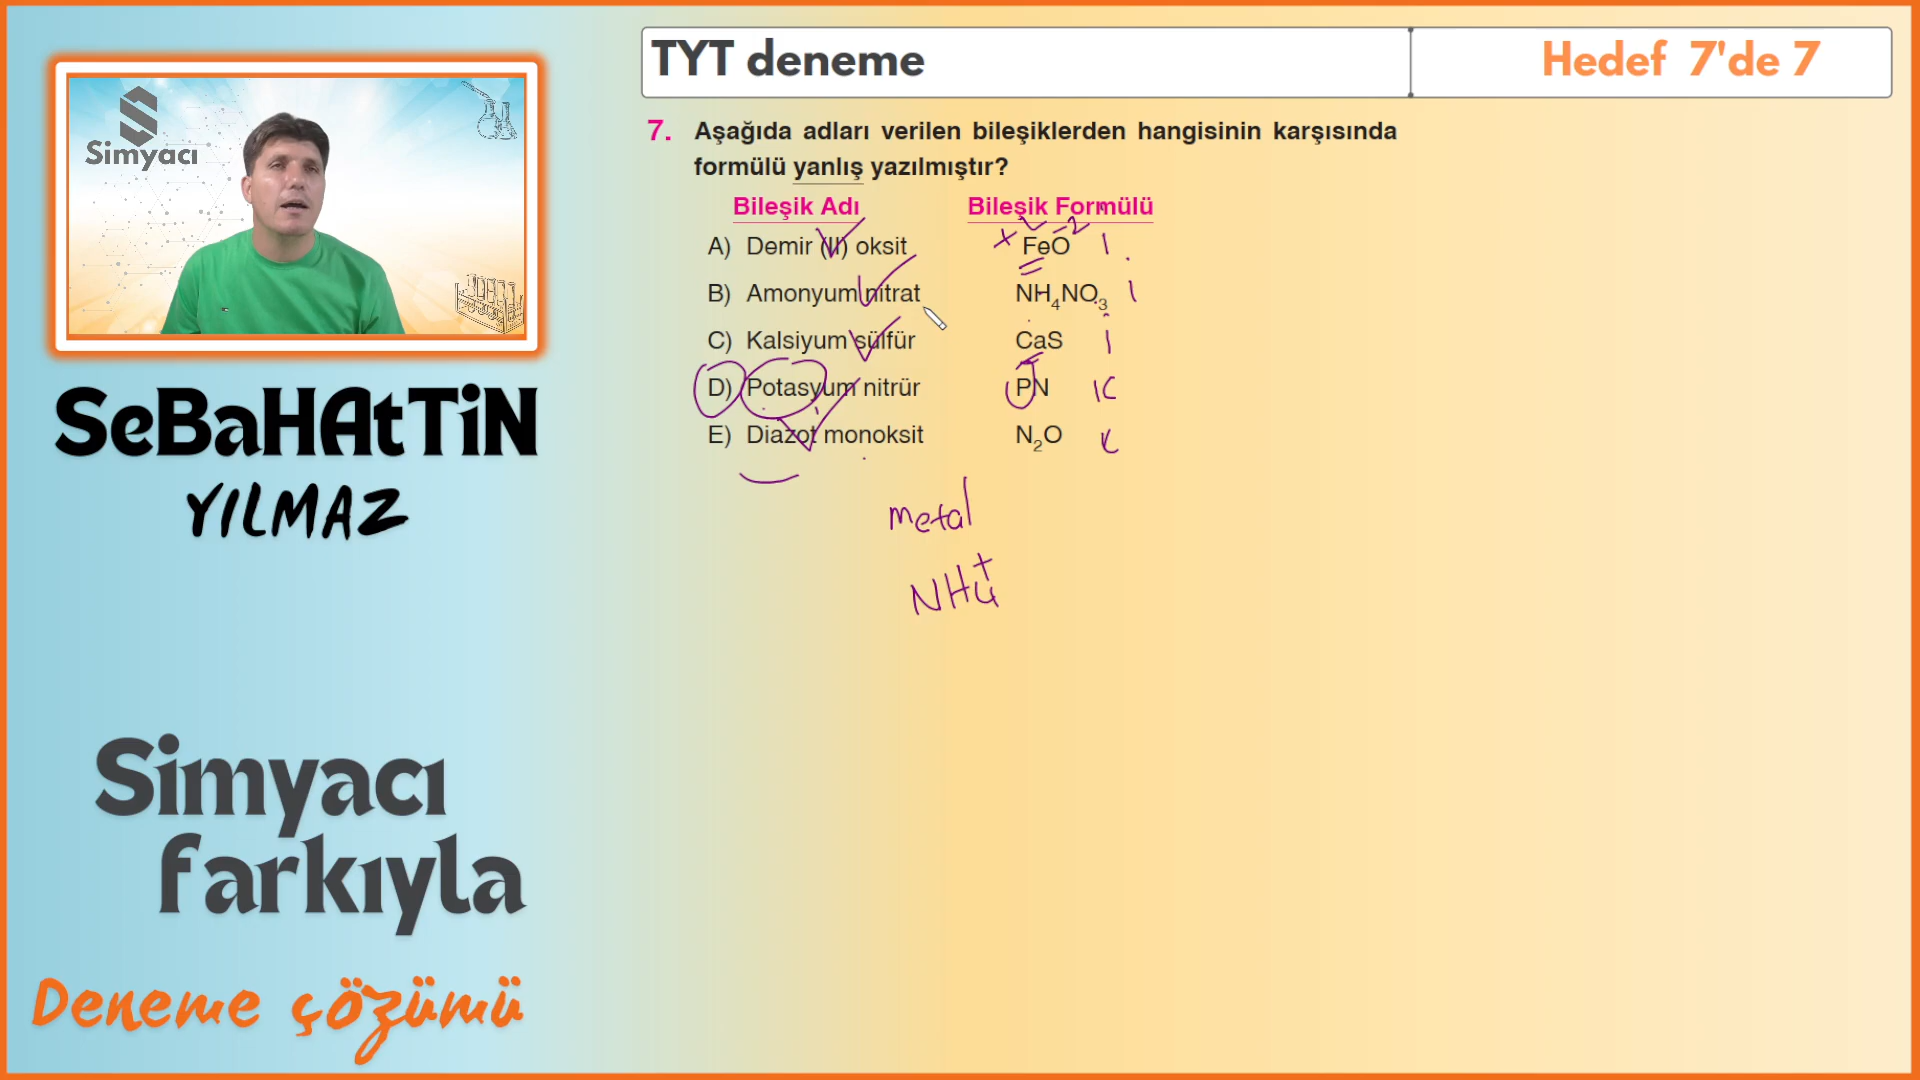 TYT deneme
Hedef 7'de 7
Simyacı
SeBaHAtTiN
YILMAZ
Simyacı
farkıyla
Deneme çözümü
7. Aşağıda adları verilen bileşiklerden hangisinin karşısında
formülü yanlış yazılmıştır?
Bileşik Adı Bileşik Formülü
+2 -2
A) Demir (II) oksit FeO İ
B) Amonyum nitrat NH4NO3 İ
C) Kalsiyum sülfür CaS İ
D) Potasyum nitrür PN
E) Diazot monoksit N2O K
metal
NH4+